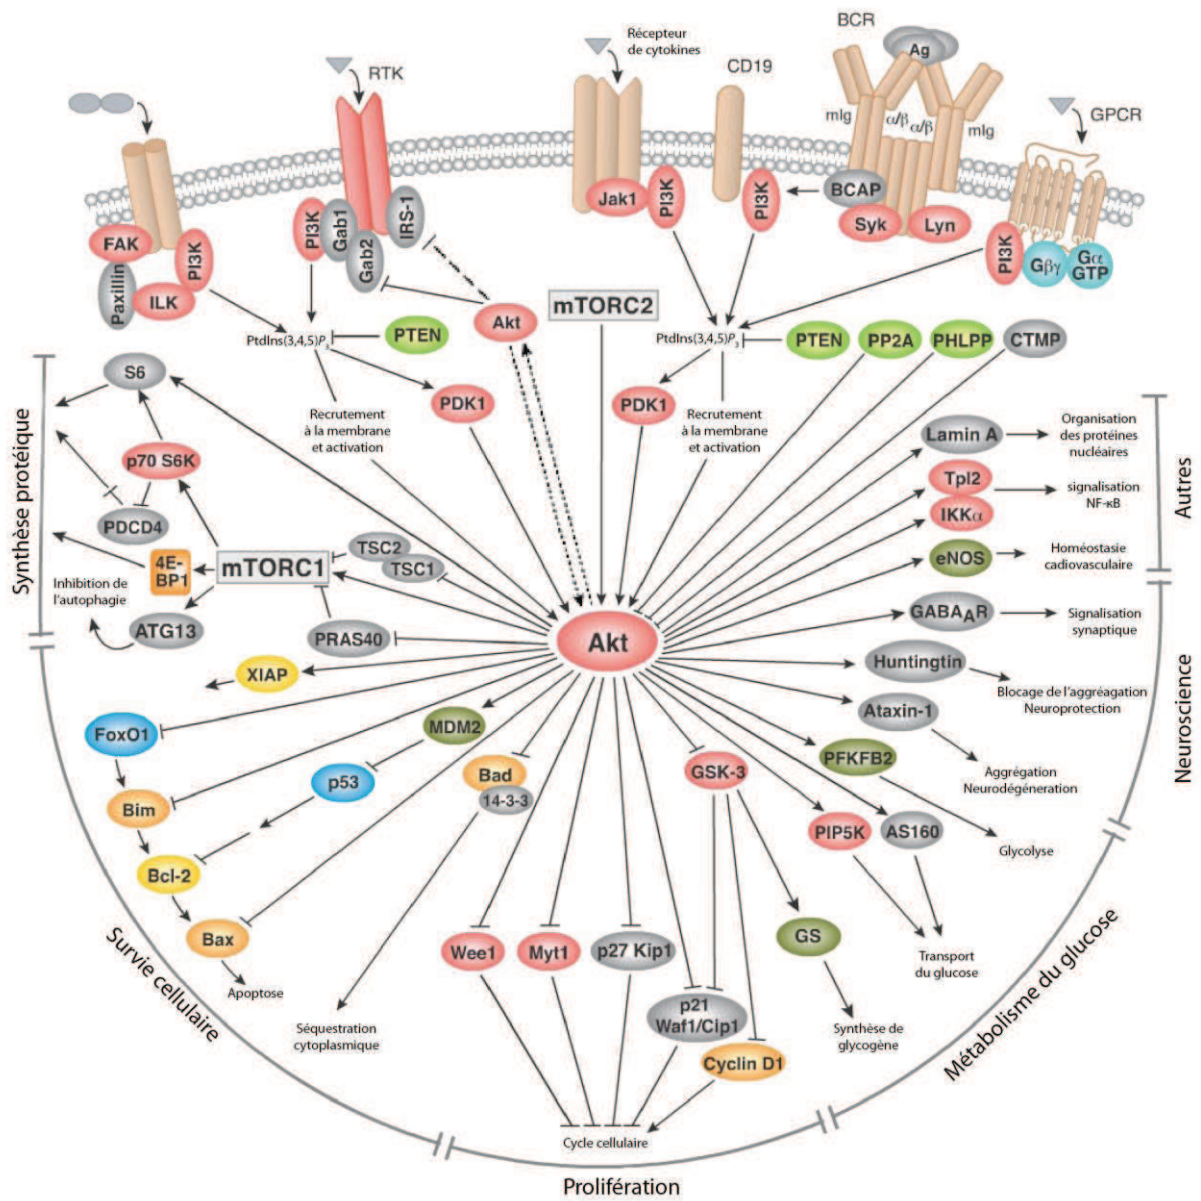 BCR
Ag
Récepteur
de cytokines
RTK
CD19
mIg
α/β
α/β
mIg
GPCR
FAK
PI3K
Paxillin
ILK
PI3K
Gab1
Gab2
IRS-1
Jak1
PI3K
PI3K
BCAP
Syk
Lyn
PI3K
Gβγ
Gα
GTP
Akt
mTORC2
PtdIns(3,4,5)P3
PTEN
PtdIns(3,4,5)P3
PTEN
PP2A
PHLPP
CTMP
S6
PDK1
PDK1
Recrutement
à la membrane
et activation
Recrutement
à la membrane
et activation
Synthèse protéique
p70 S6K
PDCD4
4E-
BP1
mTORC1
TSC2
TSC1
Inhibition de
l'autophagie
ATG13
PRAS40
Akt
Lamin A
Organisation
des protéines
nucléaires
Tpl2
IKKα
signalisation
NF-κB
eNOS
Homéostasie
cadiovasculaire
Autres
GABAAR
Signalisation
synaptique
Huntingtin
Blocage de l'aggréagation
Neuroprotection
Ataxin-1
Aggrégation
Neurodégéneration
Neuroscience
XIAP
FoxO1
MDM2
p53
Bim
Bcl-2
Bax
Apoptose
Bad
14-3-3
Séquestration
cytoplasmique
Survie cellulaire
GSK-3
PFKFB2
PIP5K
AS160
Glycolyse
GS
Transport
du glucose
Synthèse de
glycogène
Métabolisme du glucose
Wee1
Myt1
p27 Kip1
p21
Waf1/Cip1
Cyclin D1
Cycle cellulaire
Prolifération